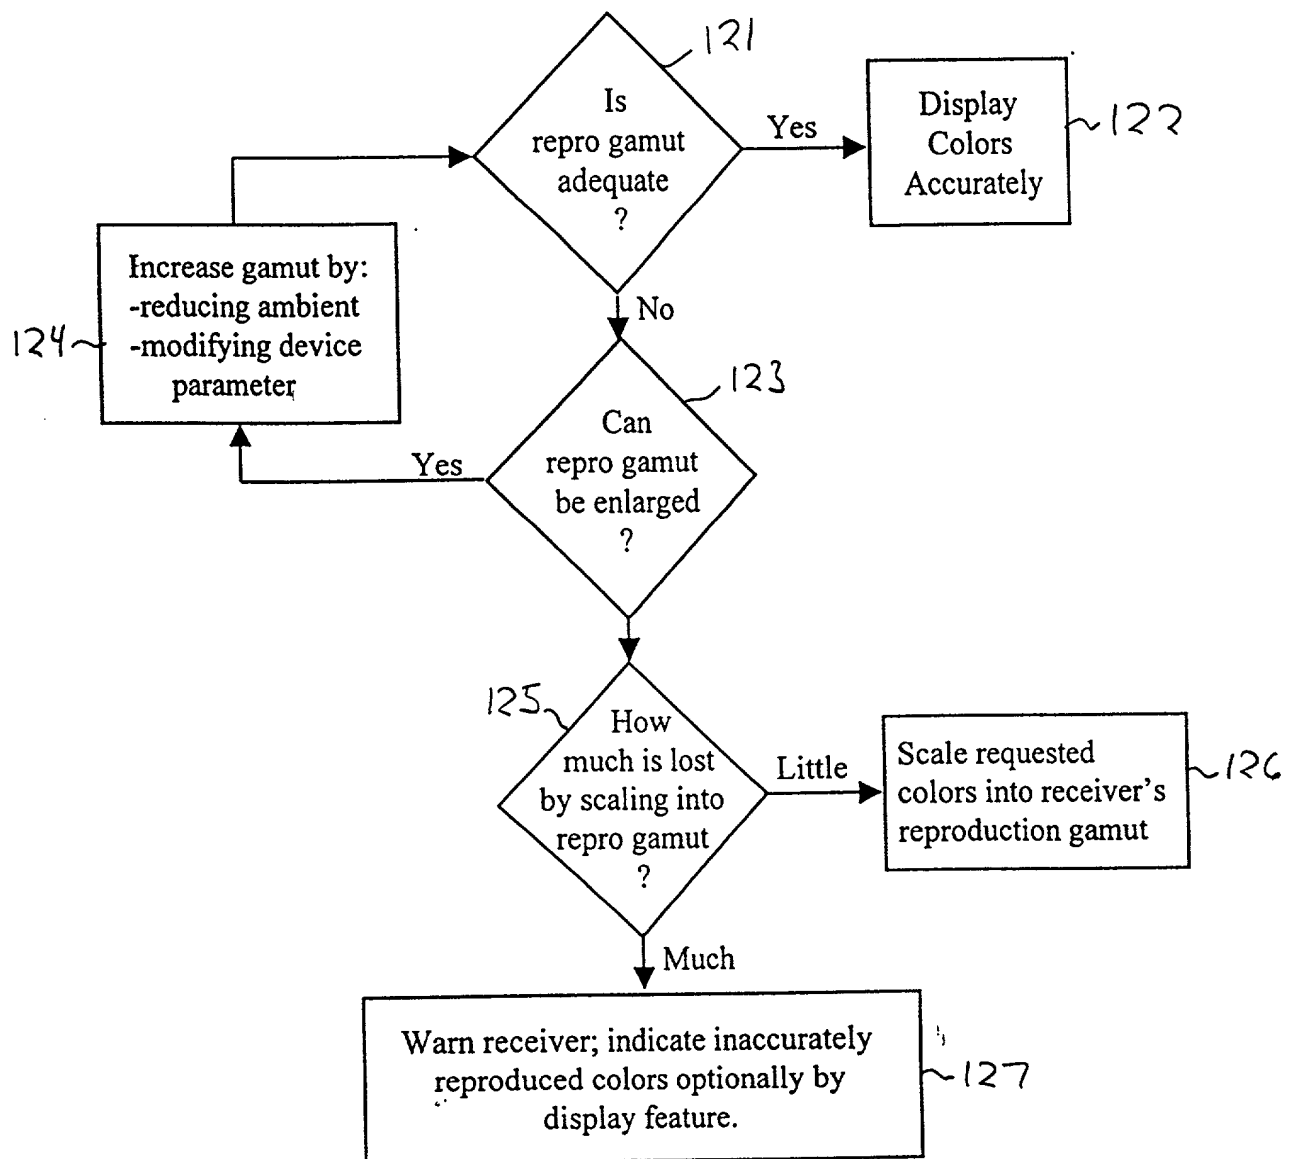 121
Is
repro gamut
adequate
?
Yes
Display
Colors
Accurately
122
No
Increase gamut by:
-reducing ambient
-modifying device
parameter
124
123
Can
repro gamut
be enlarged
?
Yes
125
How
much is lost
by scaling into
repro gamut
?
Little
Scale requested
colors into receiver's
reproduction gamut
126
Much
Warn receiver; indicate inaccurately
reproduced colors optionally by
display feature.
127